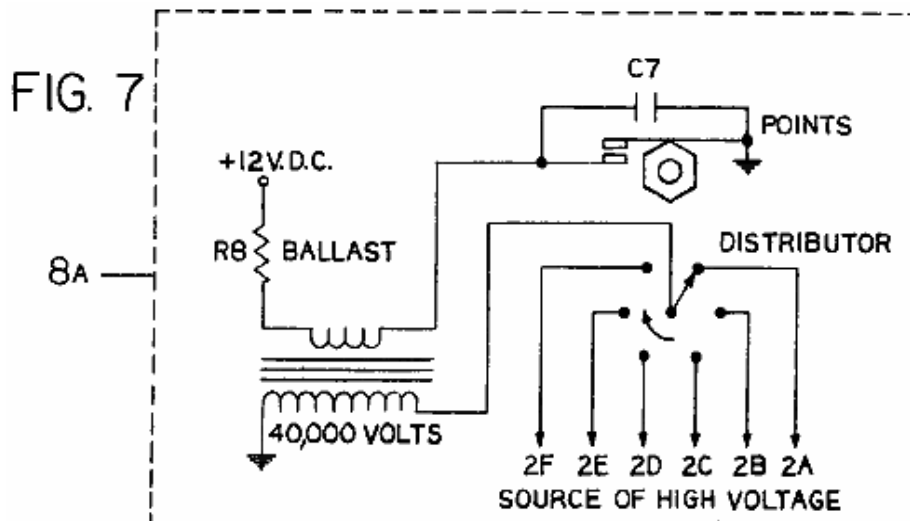 FIG. 7
C7
POINTS
+12V.D.C.
R8 BALLAST
DISTRIBUTOR
8A
40,000 VOLTS
2F 2E 2D 2C 2B 2A
SOURCE OF HIGH VOLTAGE